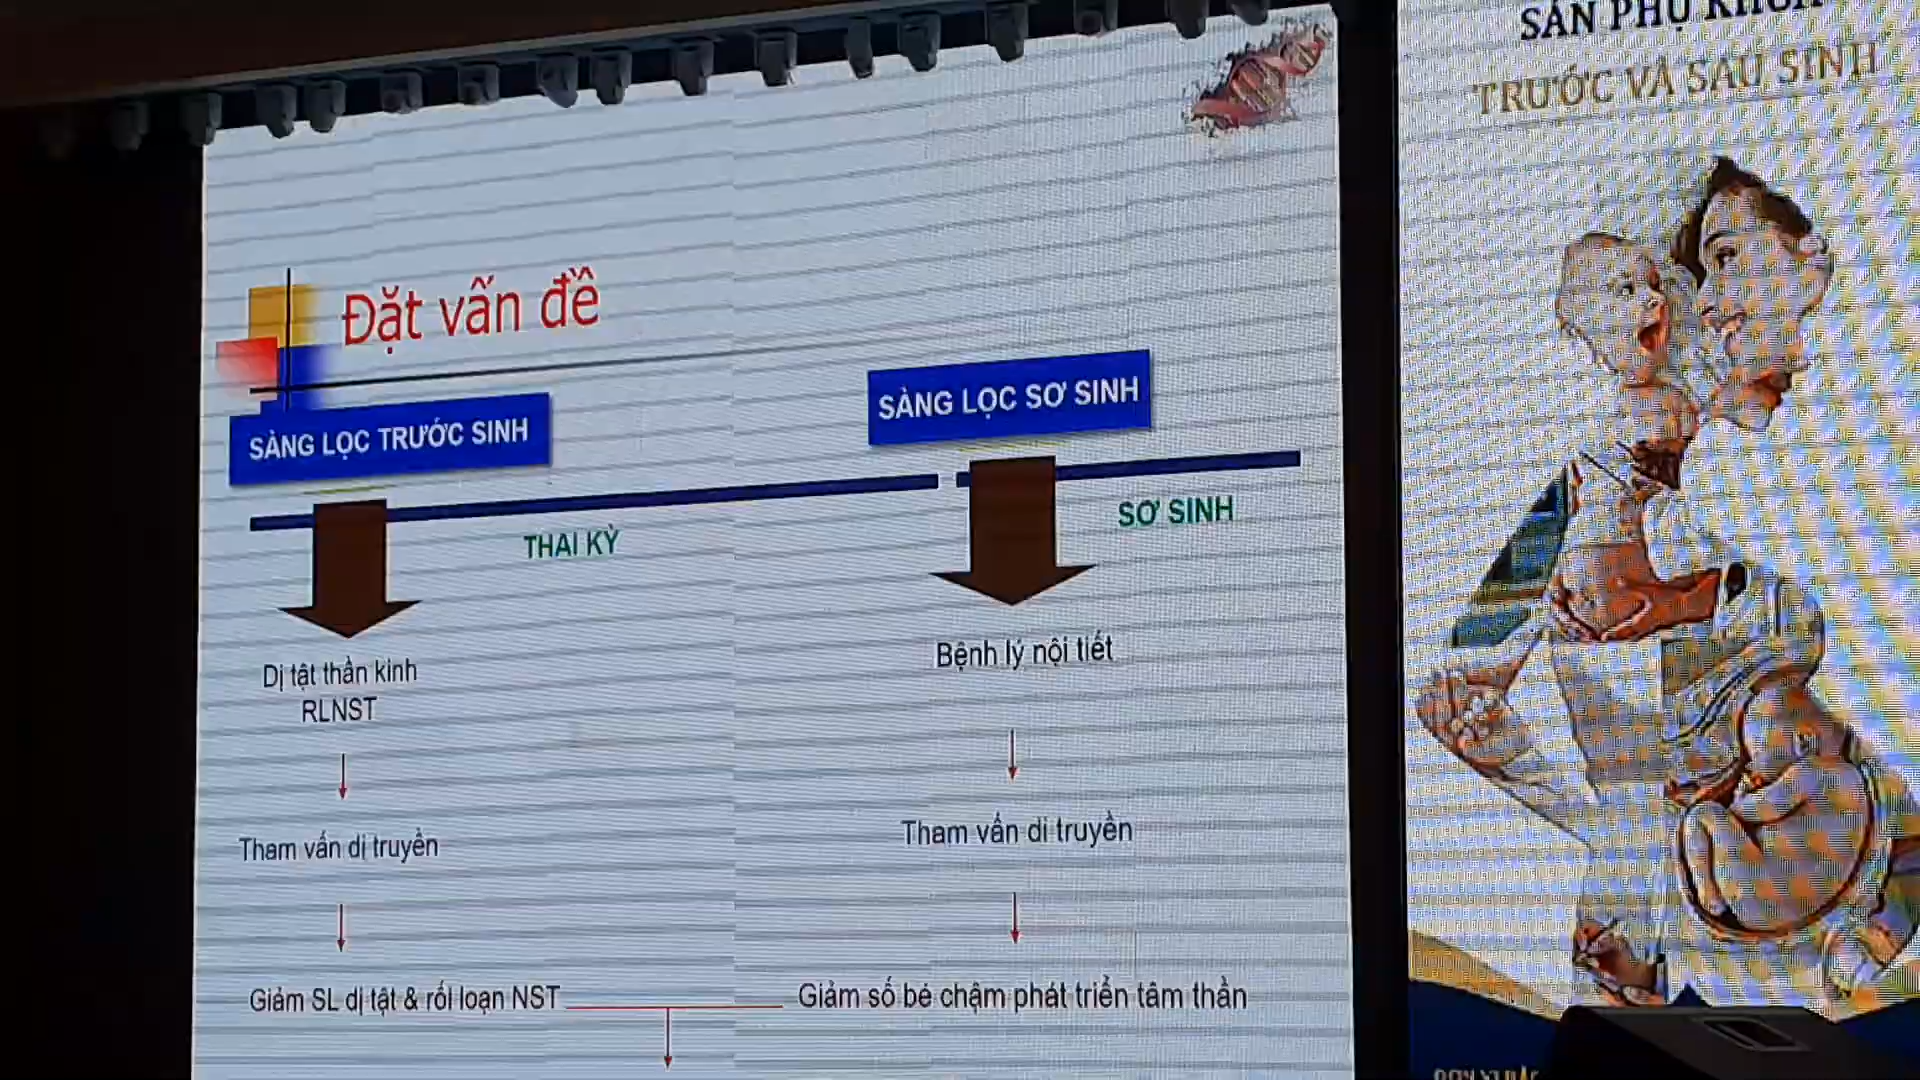 SẢN PHỤ KHOA
TRƯỚC VÀ SAU SINH
Đặt vấn đề
SÀNG LỌC TRƯỚC SINH
SÀNG LỌC SƠ SINH
THAI KỲ
SƠ SINH
Dị tật thần kinh
RLNST
Bệnh lý nội tiết
Tham vấn di truyền
Tham vấn di truyền
Giảm SL dị tật & rối loạn NST
Giảm số bé chậm phát triển tâm thần